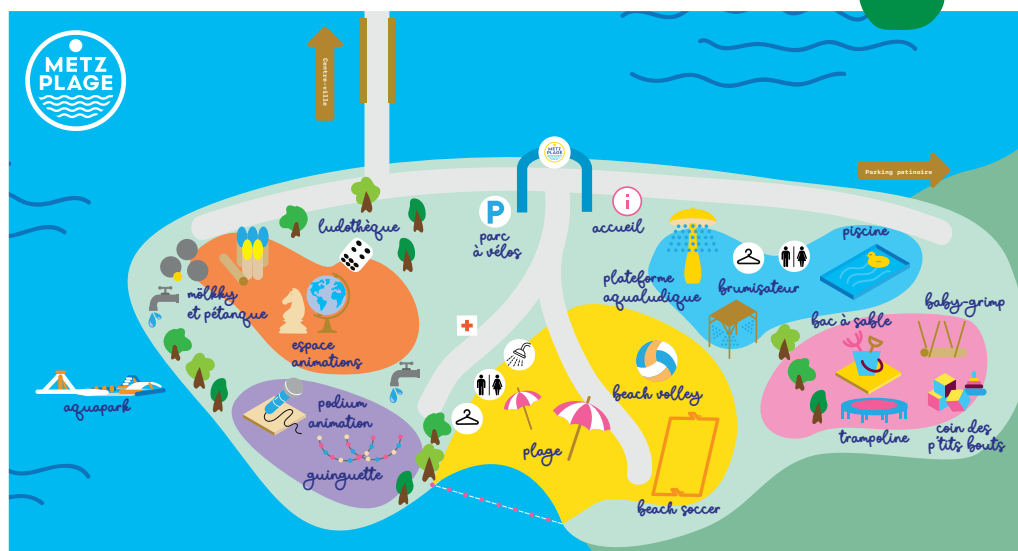 METZ
PLAGE
Centre-ville
METZ
PLAGE
Parking patinoire
P
parc
à vélos
i
accueil
ludothèque
piscine
mölkky
et pétanque
plateforme
aqualudique
brumisateur
baby-grimp
bac à sable
espace
animations
aquapark
podium
animation
beach volley
plage
guinguette
trampoline
coin des
p'tits bouts
beach soccer